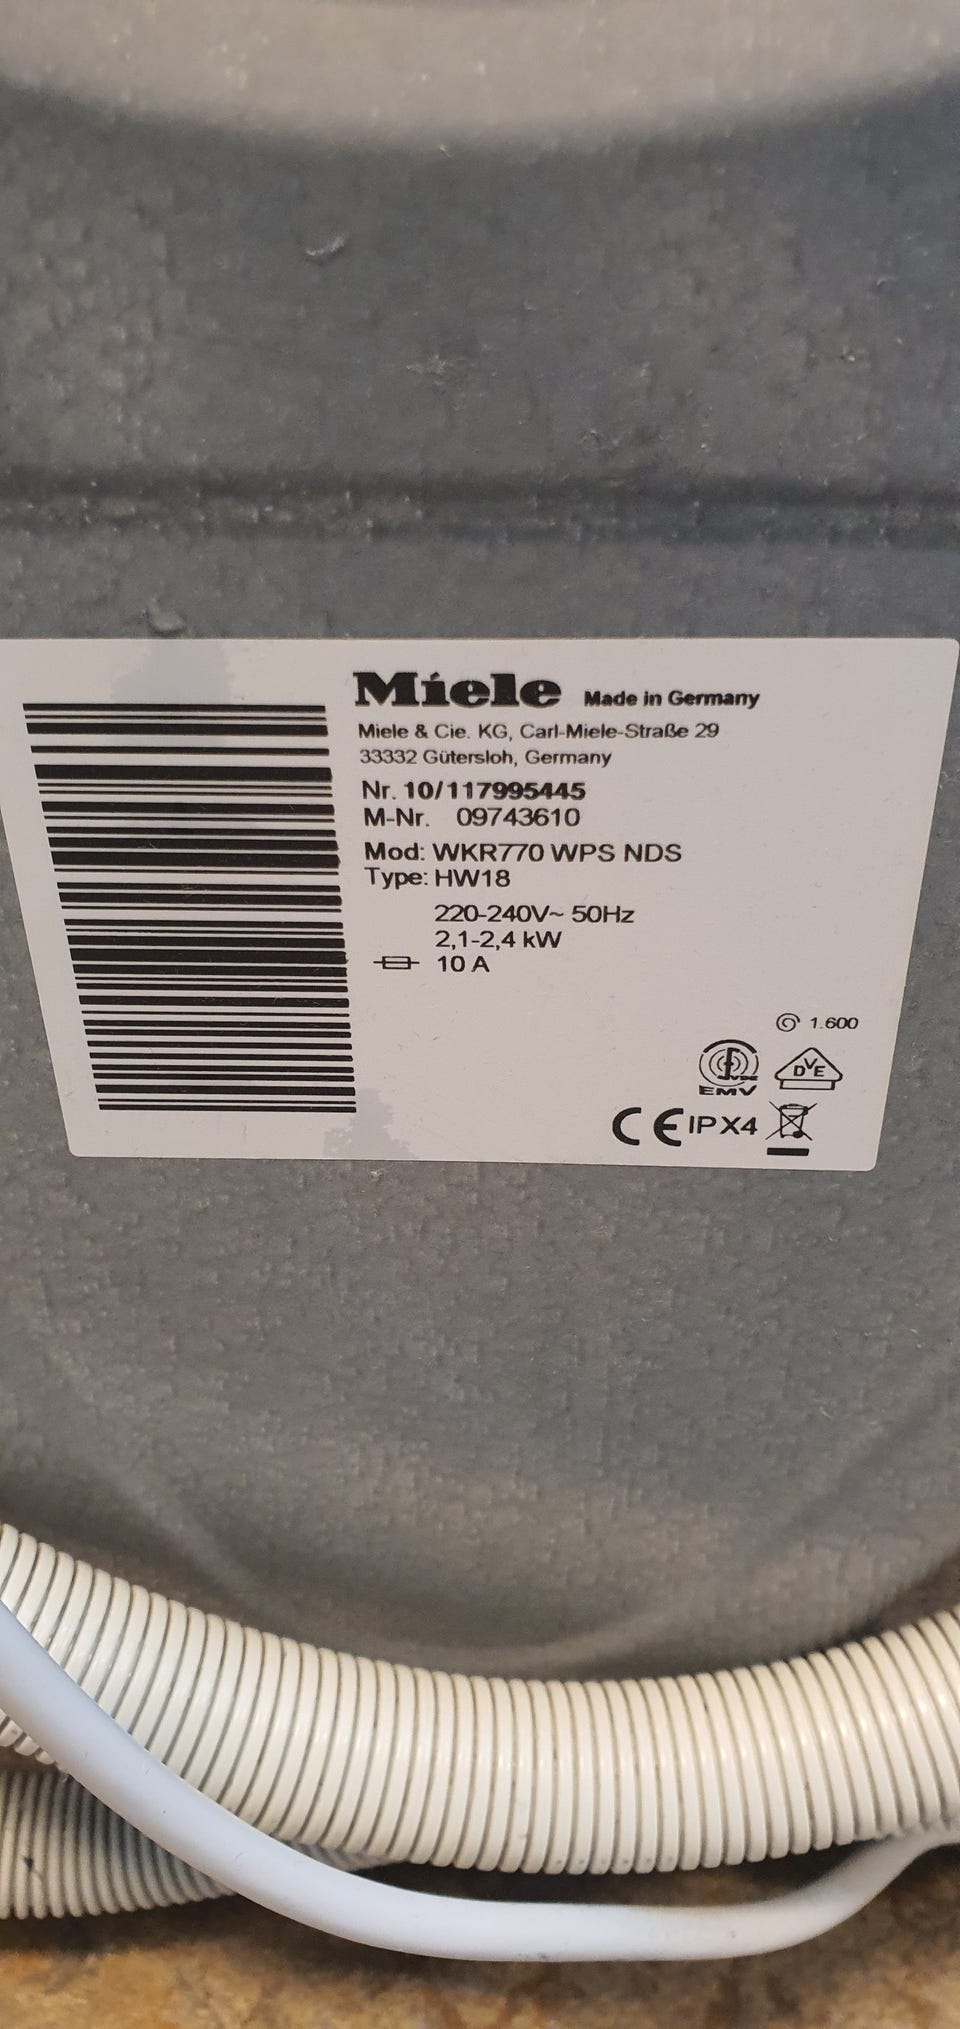 Miele Made in Germany
Miele & Cie. KG, Carl-Miele-Straße 29
33332 Gütersloh, Germany
Nr. 10/117995445
M-Nr. 09743610
Mod: WKR770 WPS NDS
Type: HW18
220-240V~ 50Hz
2,1-2,4 kW
10 A
1.600
DVE
EMV
CE IPX4